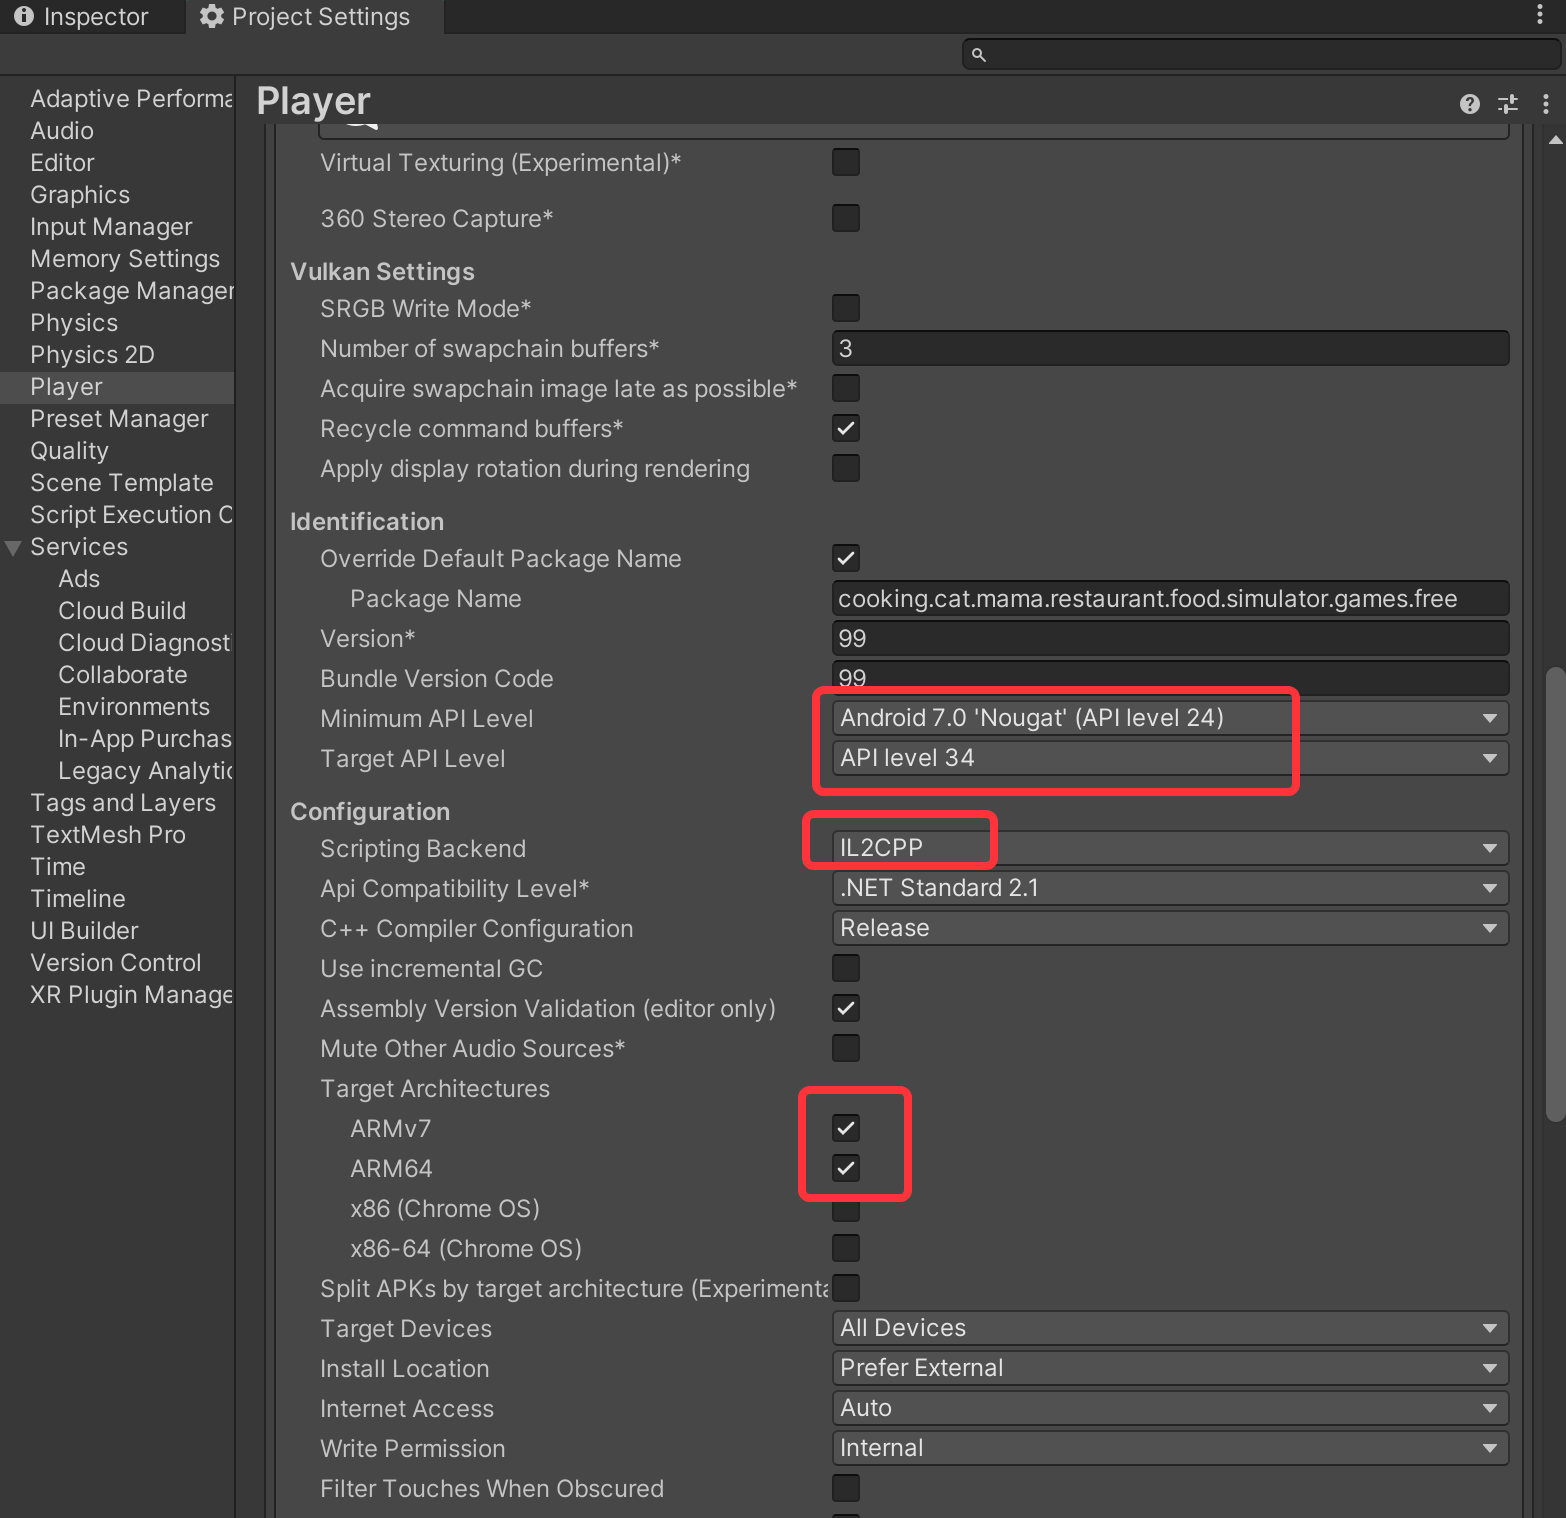 Inspector
Project Settings
Adaptive Performa
Audio
Editor
Graphics
Input Manager
Memory Settings
Package Manager
Physics
Physics 2D
Player
Preset Manager
Quality
Scene Template
Script Execution O
Services
Ads
Cloud Build
Cloud Diagnosti
Collaborate
Environments
In-App Purchas
Legacy Analytic
Tags and Layers
TextMesh Pro
Time
Timeline
UI Builder
Version Control
XR Plugin Manage
Player
Virtual Texturing (Experimental)*
360 Stereo Capture*
Vulkan Settings
SRGB Write Mode*
Number of swapchain buffers* 3
Acquire swapchain image late as possible*
Recycle command buffers*
Apply display rotation during rendering
Identification
Override Default Package Name
Package Name cooking.cat.mama.restaurant.food.simulator.games.free
Version* 99
Bundle Version Code 99
Minimum API Level Android 7.0 'Nougat' (API level 24)
Target API Level API level 34
Configuration
Scripting Backend IL2CPP
Api Compatibility Level* .NET Standard 2.1
C++ Compiler Configuration Release
Use incremental GC
Assembly Version Validation (editor only)
Mute Other Audio Sources*
Target Architectures
ARMv7
ARM64
x86 (Chrome OS)
x86-64 (Chrome OS)
Split APKs by target architecture (Experimenta
Target Devices All Devices
Install Location Prefer External
Internet Access Auto
Write Permission Internal
Filter Touches When Obscured